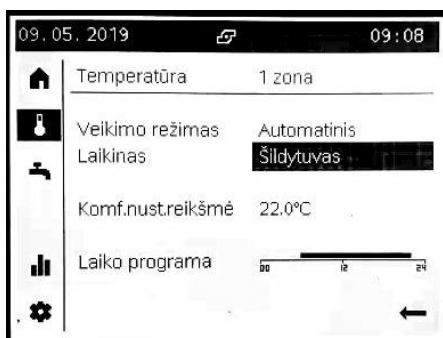 09.05.2019 09:08
Temperatūra 1 zona
Veikimo režimas Automatinis
Laikinas Šildytuvas
Komf.nust.reikšmė 22.0°C
Laiko programa
00 12 24